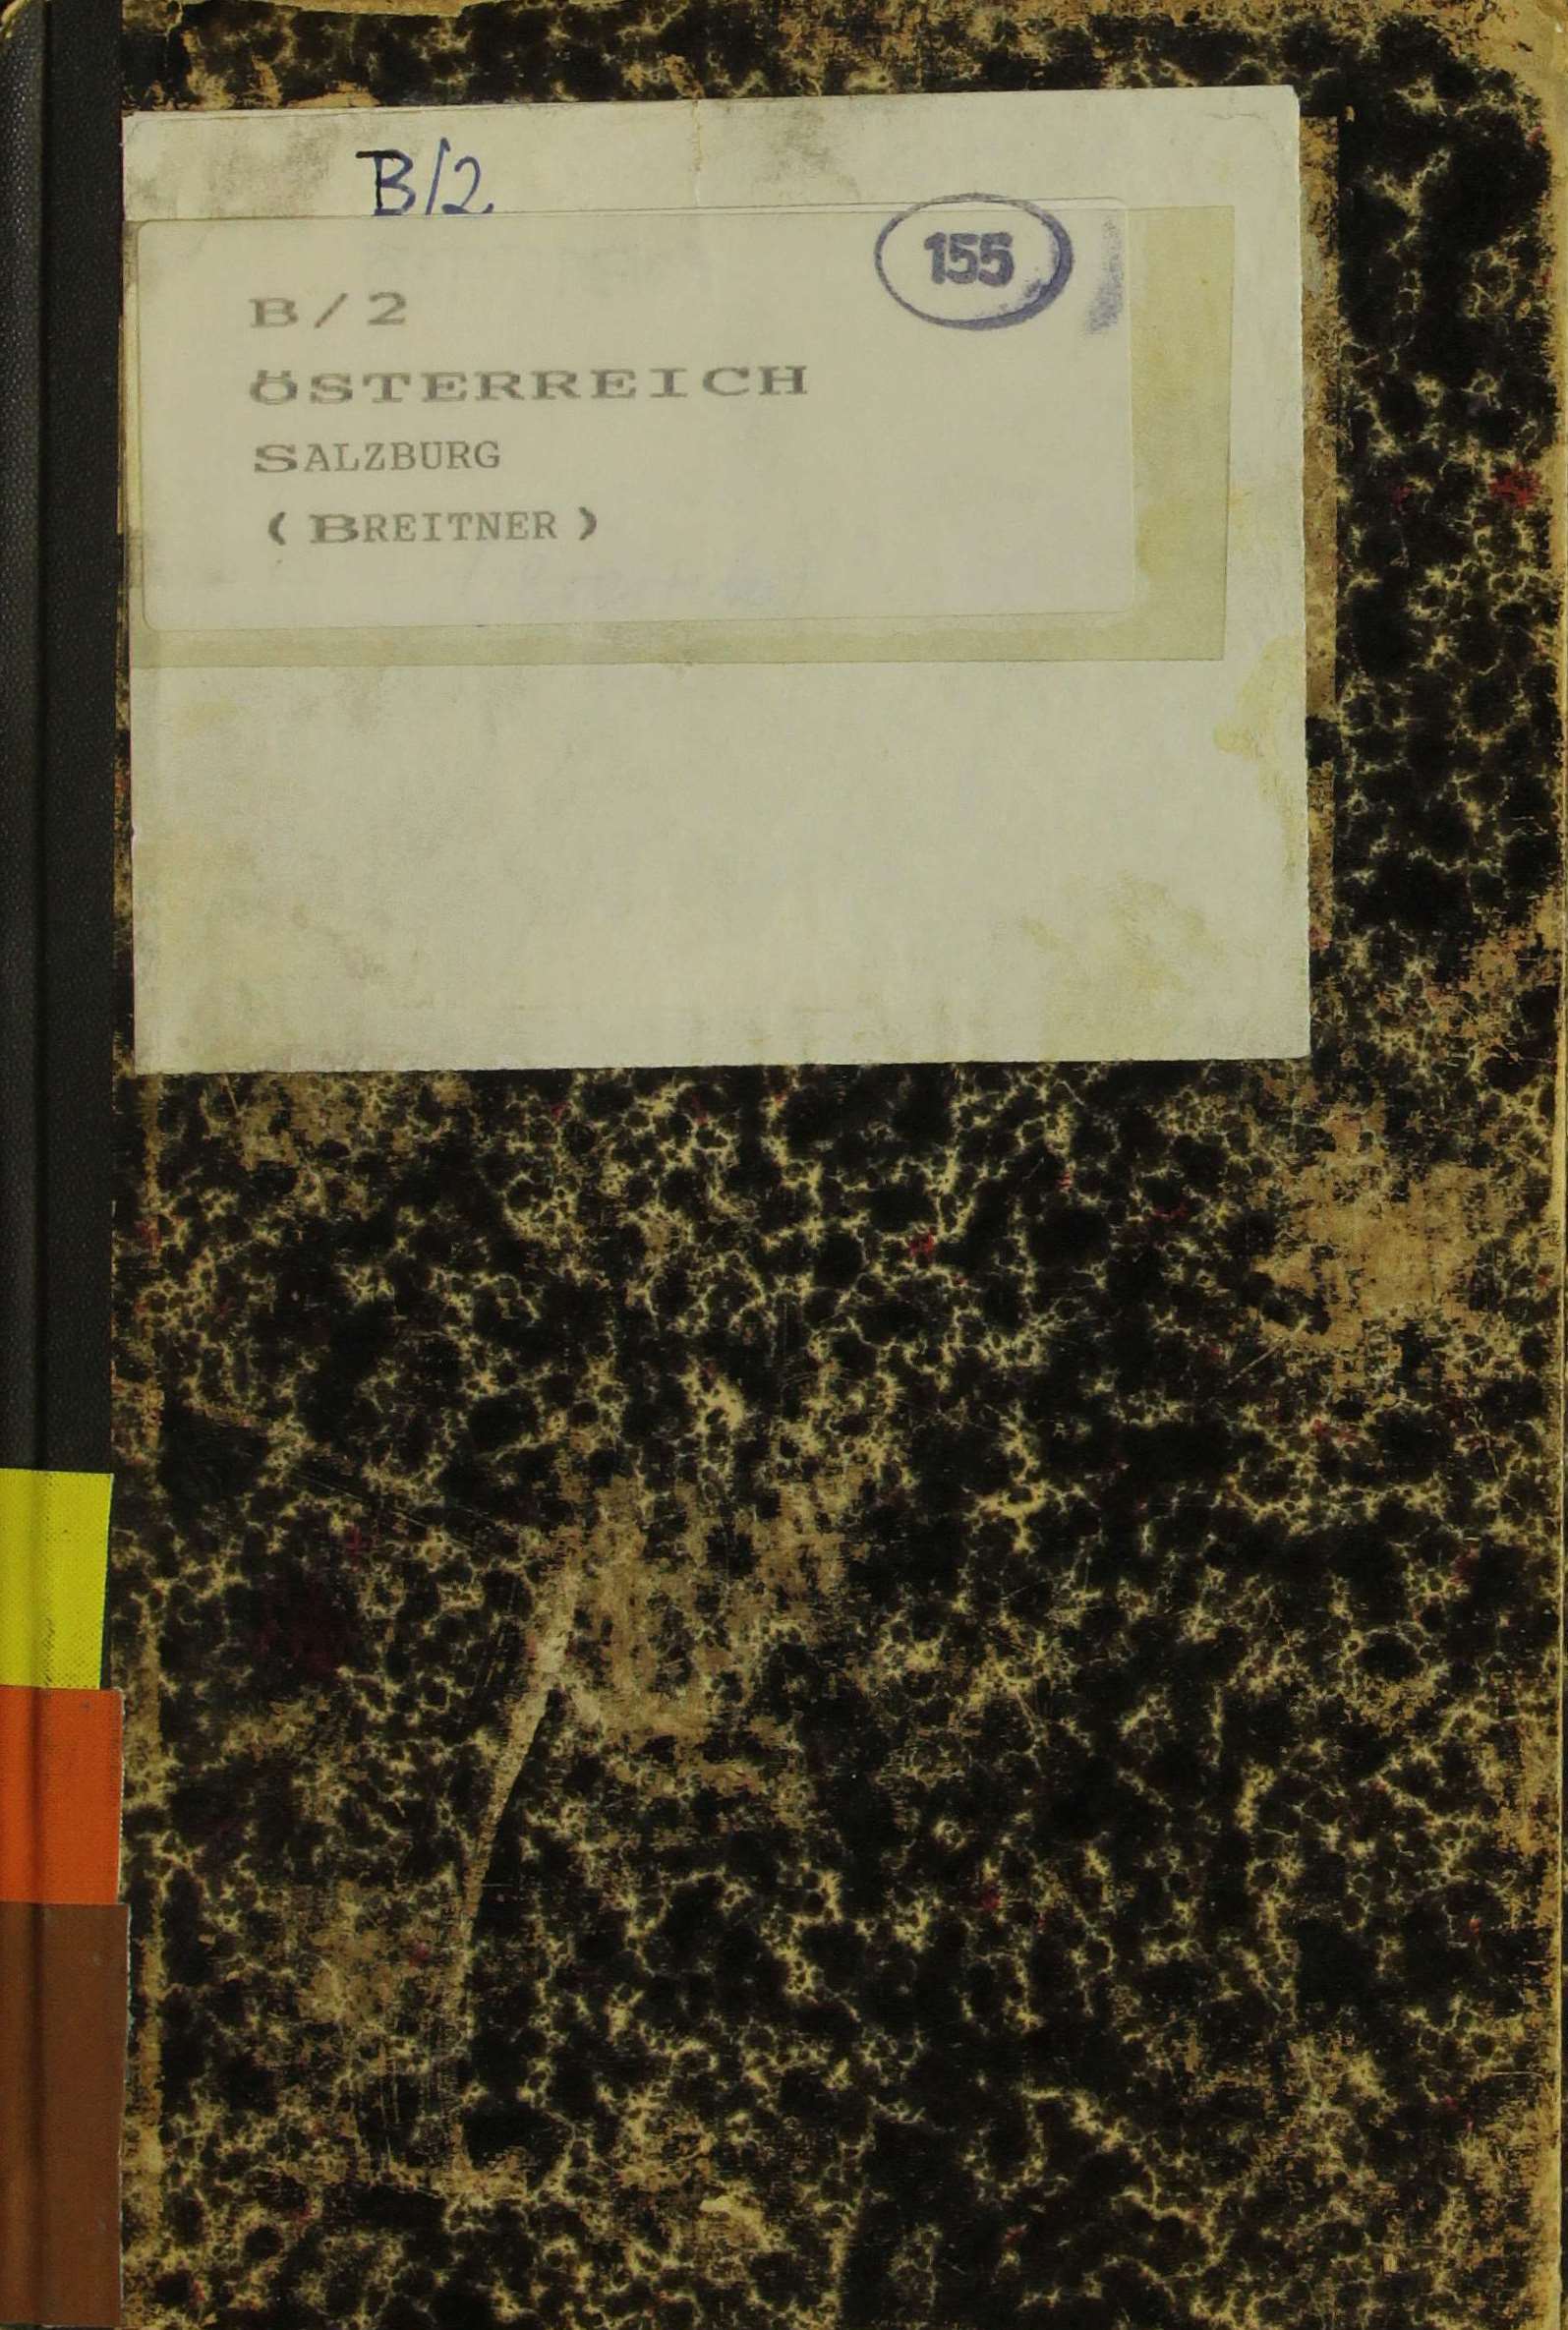 B/2
155
B/2
ÖSTERREICH
SALZBURG
(BREITNER)